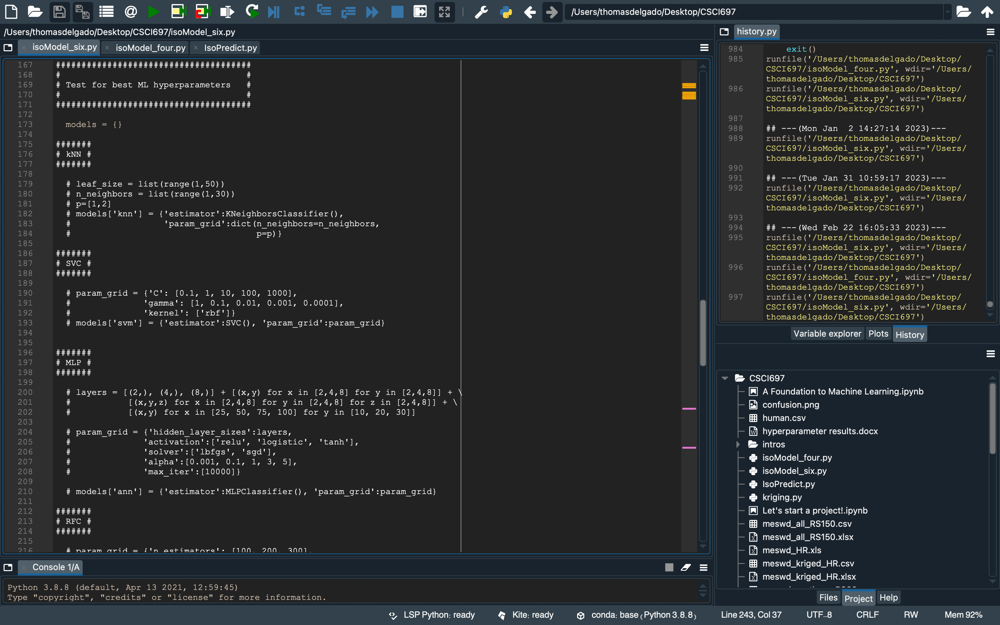 /Users/thomasdelgado/Desktop/CSCI697
/Users/thomasdelgado/Desktop/CSCI697/isoModel_six.py
isoModel_six.py
isoModel_four.py
IsoPredict.py
167 ######################################
168 # #
169 # Test for best ML hyperparameters #
170 # #
171 ######################################
172
173 models = {}
174
175 #######
176 # kNN #
177 #######
178
179 # leaf_size = list(range(1,50))
180 # n_neighbors = list(range(1,30))
181 # p=[1,2]
182 # models['knn'] = {'estimator':KNeighborsClassifier(),
183 # 'param_grid':dict(n_neighbors=n_neighbors,
184 # p=p)}
185
186 #######
187 # SVC #
188 #######
189
190 # param_grid = {'C': [0.1, 1, 10, 100, 1000],
191 # 'gamma': [1, 0.1, 0.01, 0.001, 0.0001],
192 # 'kernel': ['rbf']}
193 # models['svm'] = {'estimator':SVC(), 'param_grid':param_grid}
194
195
196 #######
197 # MLP #
198 #######
199
200 # layers = [(2,), (4,), (8,)] + [(x,y) for x in [2,4,8] for y in [2,4,8]] + \
201 # [(x,y,z) for x in [2,4,8] for y in [2,4,8] for z in [2,4,8]] + \
202 # [(x,y) for x in [25, 50, 75, 100] for y in [10, 20, 30]]
203
204 # param_grid = {'hidden_layer_sizes':layers,
205 # 'activation':['relu', 'logistic', 'tanh'],
206 # 'solver':['lbfgs', 'sgd'],
207 # 'alpha':[0.001, 0.1, 1, 3, 5],
208 # 'max_iter':[10000]}
209
210 # models['ann'] = {'estimator':MLPClassifier(), 'param_grid':param_grid}
211
212 #######
213 # RFC #
214 #######
215
216 # param_grid = {'n_estimators': [100, 200, 300],
Console 1/A
Python 3.8.8 (default, Apr 13 2021, 12:59:45)
Type "copyright", "credits" or "license" for more information.
history.py
984 exit()
985 runfile('/Users/thomasdelgado/Desktop/
CSCI697/isoModel_four.py', wdir='/Users/
thomasdelgado/Desktop/CSCI697')
986 runfile('/Users/thomasdelgado/Desktop/
CSCI697/isoModel_six.py', wdir='/Users/
thomasdelgado/Desktop/CSCI697')
987
988 ## ---(Mon Jan  2 14:27:14 2023)---
989 runfile('/Users/thomasdelgado/Desktop/
CSCI697/isoModel_six.py', wdir='/Users/
thomasdelgado/Desktop/CSCI697')
990
991 ## ---(Tue Jan 31 10:59:17 2023)---
992 runfile('/Users/thomasdelgado/Desktop/
CSCI697/isoModel_six.py', wdir='/Users/
thomasdelgado/Desktop/CSCI697')
993
994 ## ---(Wed Feb 22 16:05:33 2023)---
995 runfile('/Users/thomasdelgado/Desktop/
CSCI697/isoModel_six.py', wdir='/Users/
thomasdelgado/Desktop/CSCI697')
996 runfile('/Users/thomasdelgado/Desktop/
CSCI697/isoModel_four.py', wdir='/Users/
thomasdelgado/Desktop/CSCI697')
997 runfile('/Users/thomasdelgado/Desktop/
CSCI697/isoModel_six.py', wdir='/Users/
thomasdelgado/Desktop/CSCI697')
Variable explorer Plots History
CSCI697
A Foundation to Machine Learning.ipynb
confusion.png
human.csv
hyperparameter results.docx
intros
isoModel_four.py
isoModel_six.py
IsoPredict.py
kriging.py
Let's start a project!.ipynb
meswd_all_RS150.csv
meswd_all_RS150.xlsx
meswd_HR.xls
meswd_kriged_HR.csv
meswd_kriged_HR.xlsx
Files Project Help
LSP Python: ready Kite: ready conda: base (Python 3.8.8) Line 243, Col 37 UTF-8 CRLF RW Mem 92%